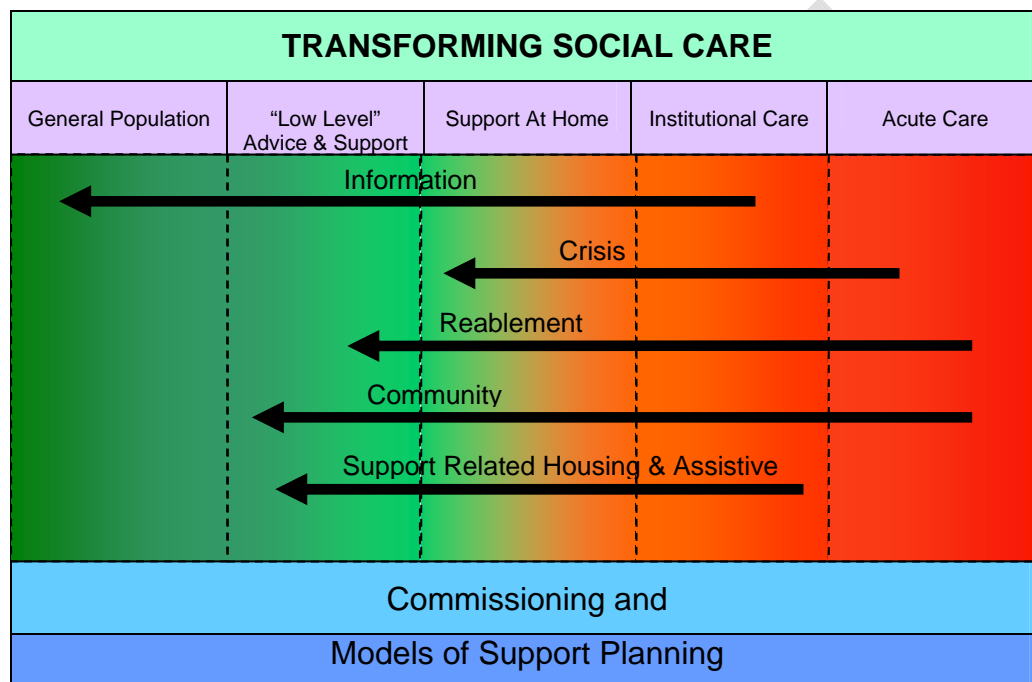 TRANSFORMING SOCIAL CARE
General Population
“Low Level”
Advice & Support
Support At Home
Institutional Care
Acute Care
Information
Crisis
Reablement
Community
Support Related Housing & Assistive
Commissioning and
Models of Support Planning